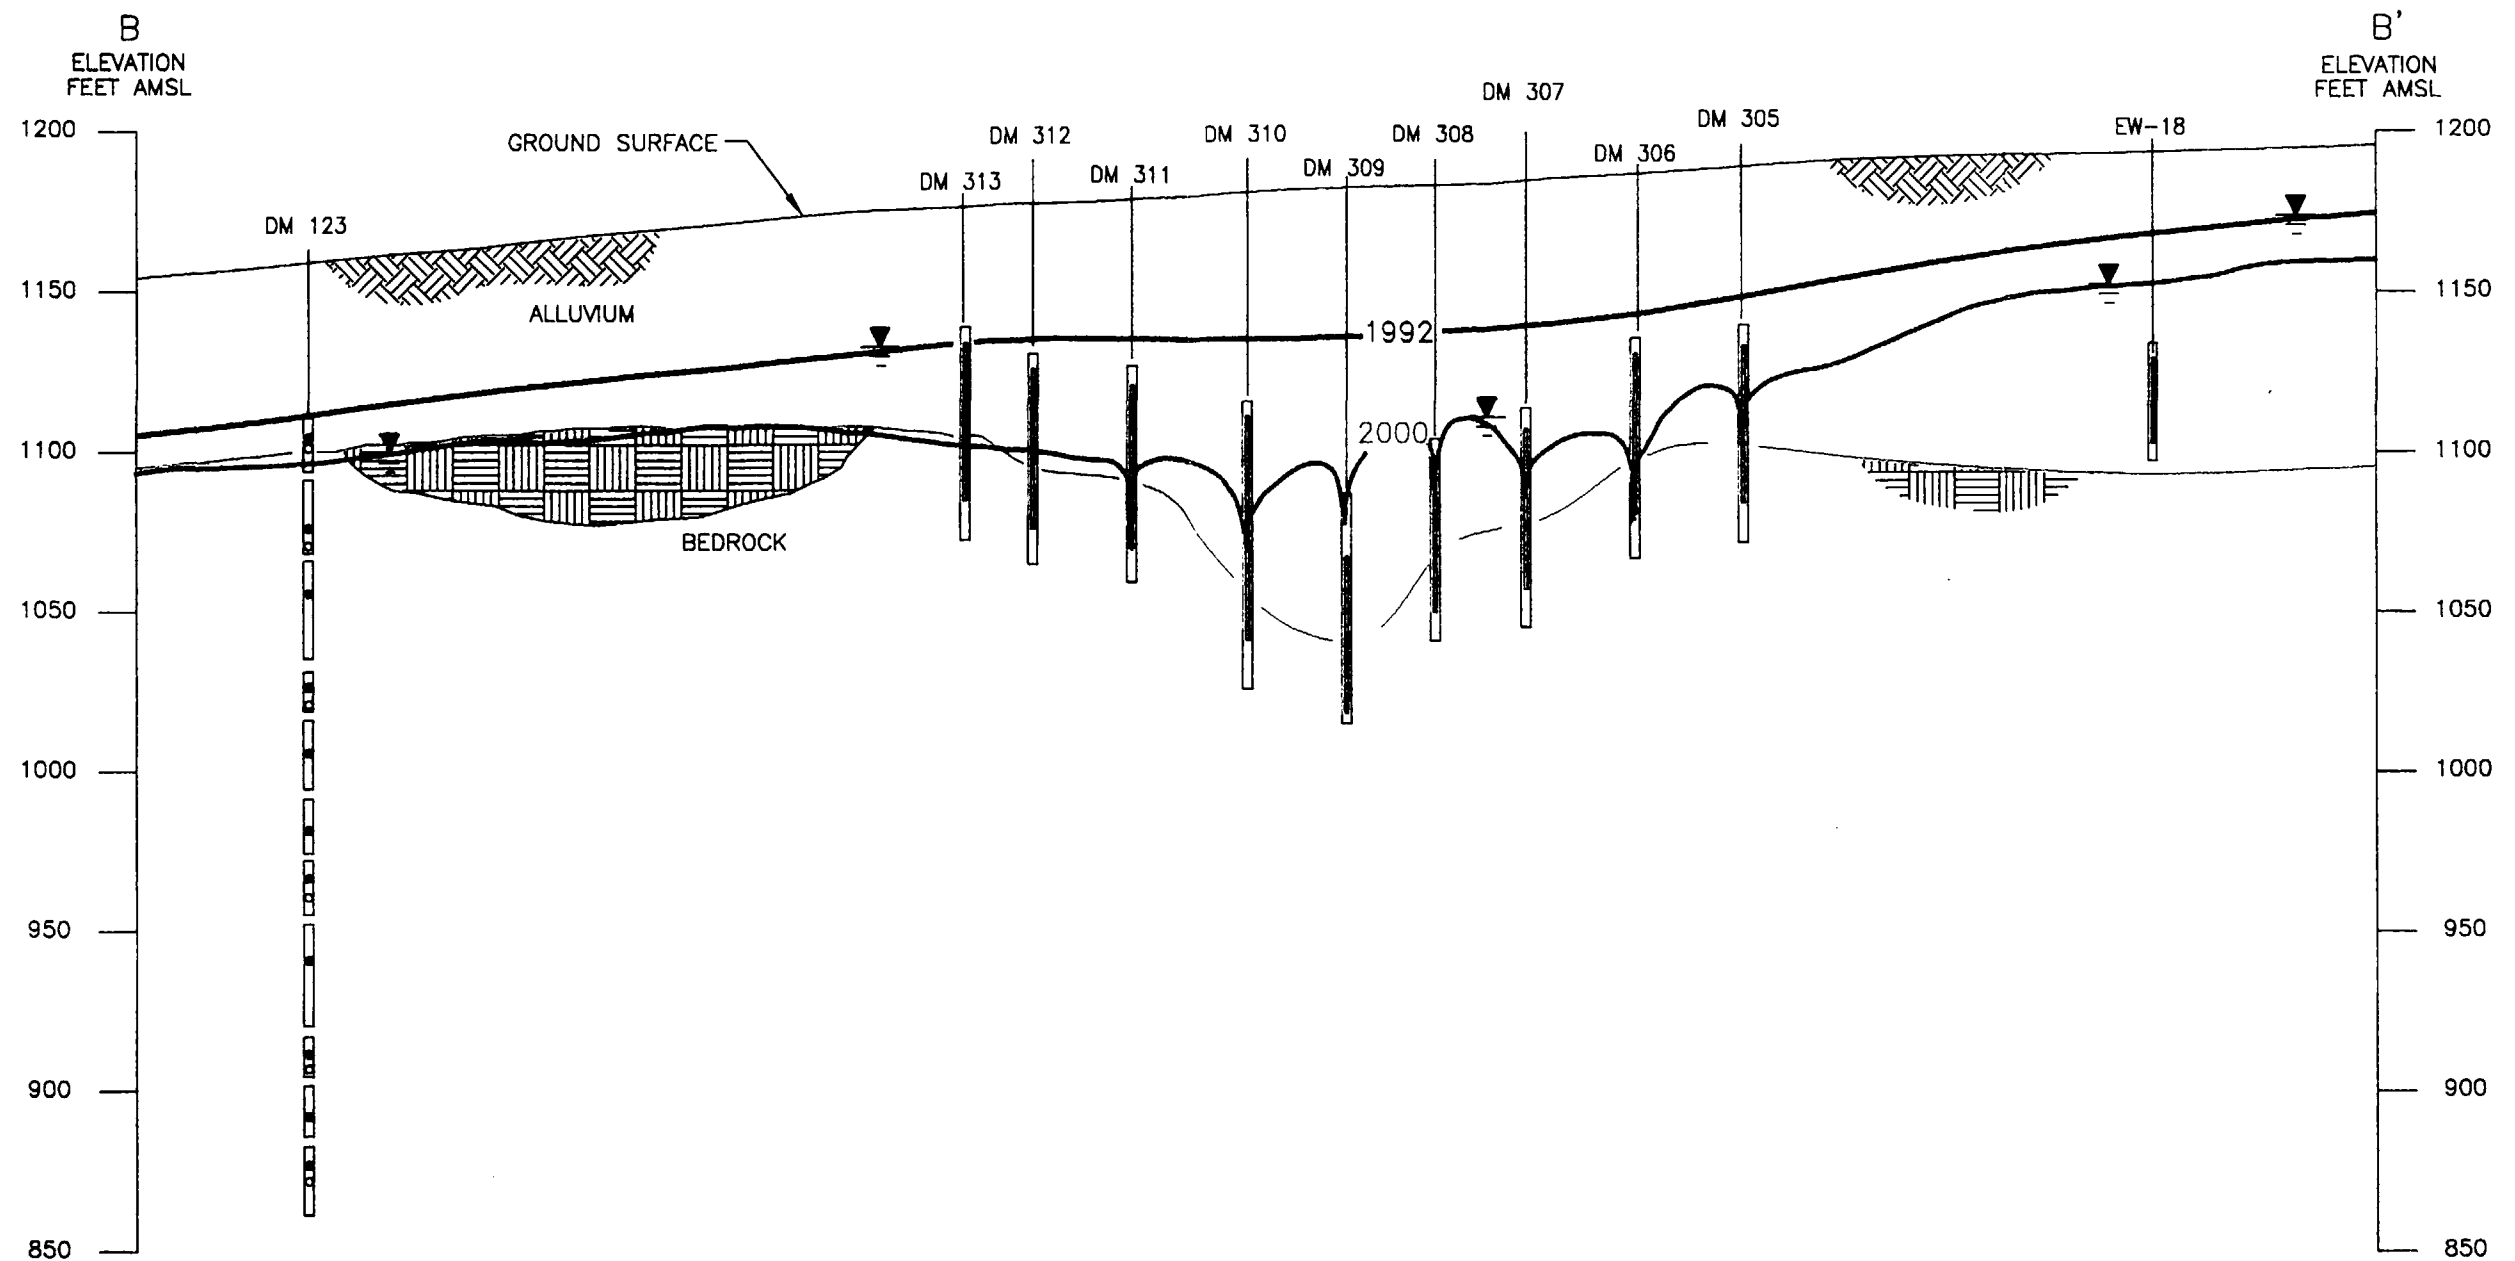 B
ELEVATION
FEET AMSL
B'
ELEVATION
FEET AMSL
DM 307
DM 305
1200
GROUND SURFACE
DM 312
DM 310
DM 308
EW-18
1200
DM 313
DM 311
DM 309
DM 306
DM 123
1150
ALLUVIUM
1150
1992
1100
2000
1100
BEDROCK
1050
1050
1000
1000
950
950
900
900
850
850